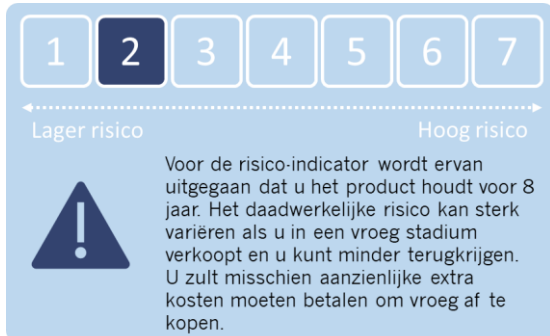 1 2 3 4 5 6 7
Lager risico Hoog risico
Voor de risico-indicator wordt ervan
uitgegaan dat u het product houdt voor 8
jaar. Het daadwerkelijke risico kan sterk
variëren als u in een vroeg stadium
verkoopt en u kunt minder terugkrijgen.
U zult misschien aanzienlijke extra
kosten moeten betalen om vroeg af te
kopen.